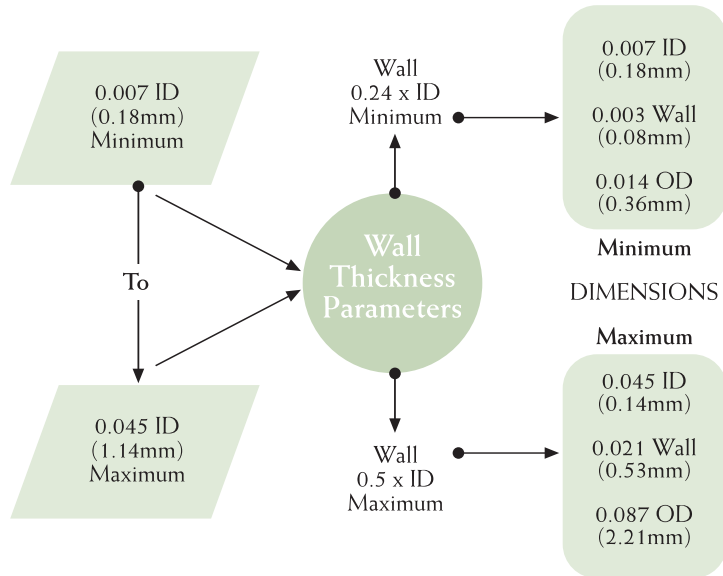 0.007 ID
(0.18mm)
Minimum
To
0.045 ID
(1.14mm)
Maximum
Wall
0.24 x ID
Minimum
Wall
Thickness
Parameters
Wall
0.5 x ID
Maximum
0.007 ID
(0.18mm)
0.003 Wall
(0.08mm)
0.014 OD
(0.36mm)
Minimum
DIMENSIONS
Maximum
0.045 ID
(0.14mm)
0.021 Wall
(0.53mm)
0.087 OD
(2.21mm)